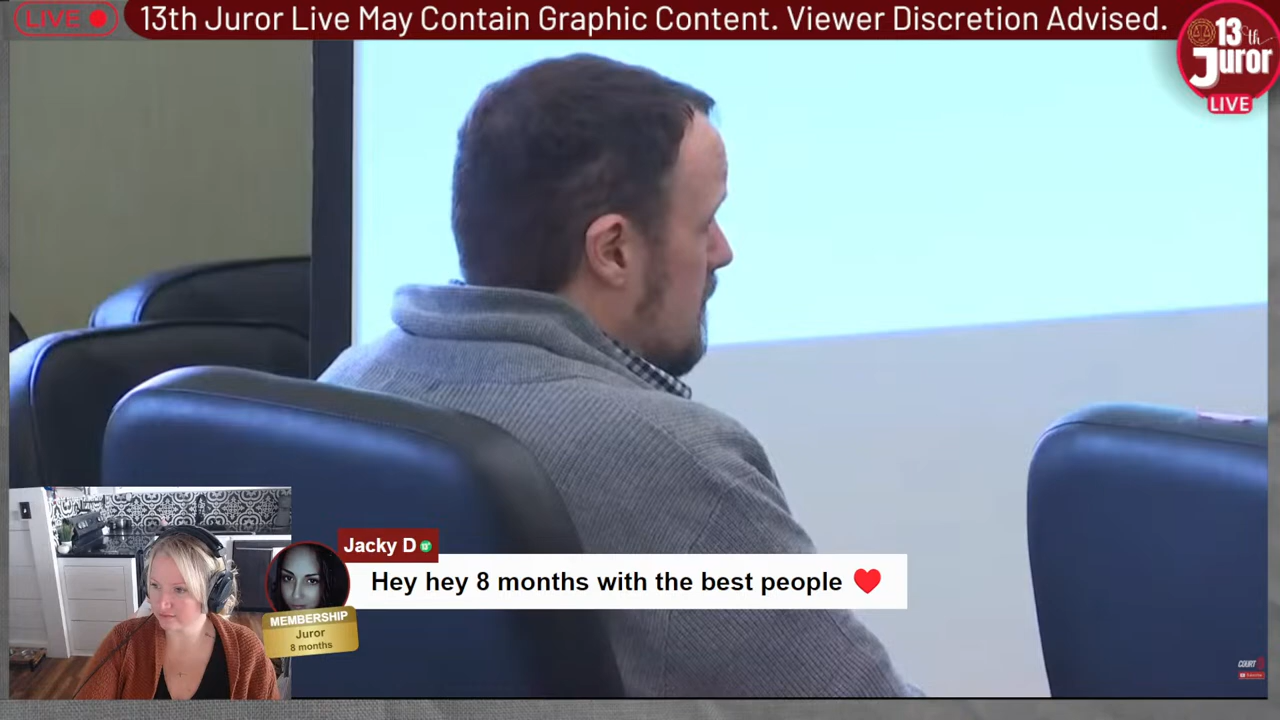 LIVE
13th Juror Live May Contain Graphic Content. Viewer Discretion Advised.
13th
Juror
LIVE
Jacky D
Hey hey 8 months with the best people ❤️
MEMBERSHIP
Juror
8 months
COURT